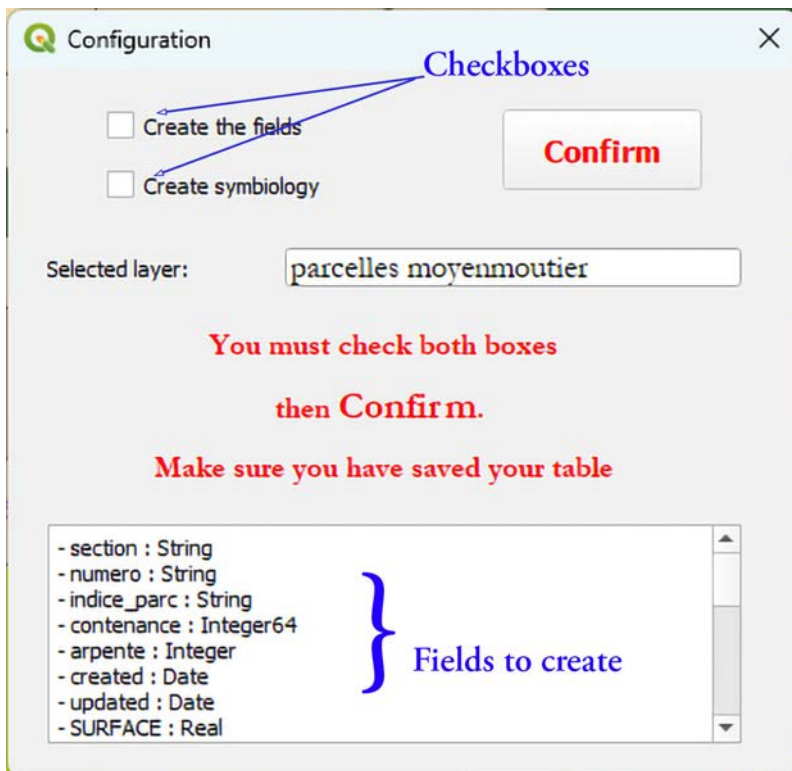 Configuration
Checkboxes
Create the fields
Confirm
Create symbiology
Selected layer: parcelles moyenmoutier
You must check both boxes
then Confirm.
Make sure you have saved your table
- section : String
- numero : String
- indice_parc : String
- contenance : Integer64
- arpente : Integer
- created : Date
- updated : Date
- SURFACE : Real
Fields to create